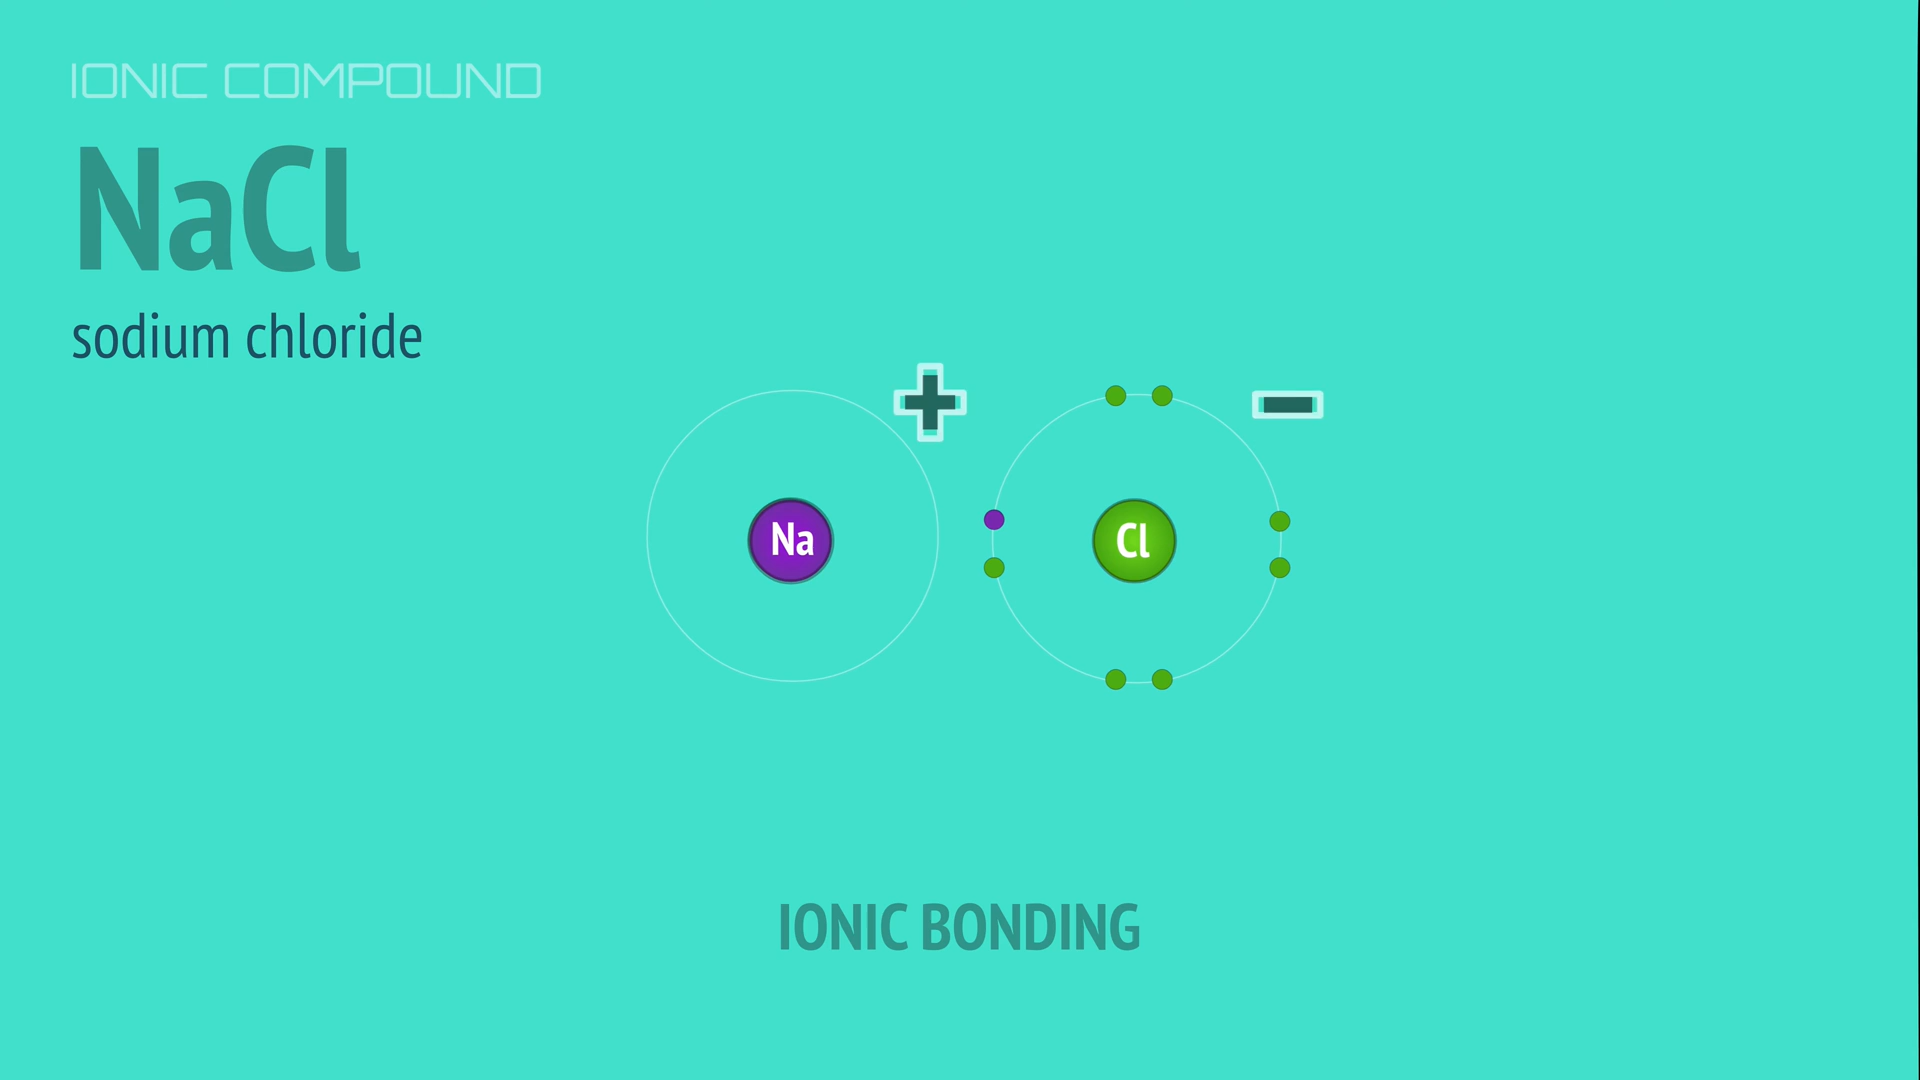 IONIC COMPOUND
NaCl
sodium chloride
+
−
Na
Cl
IONIC BONDING